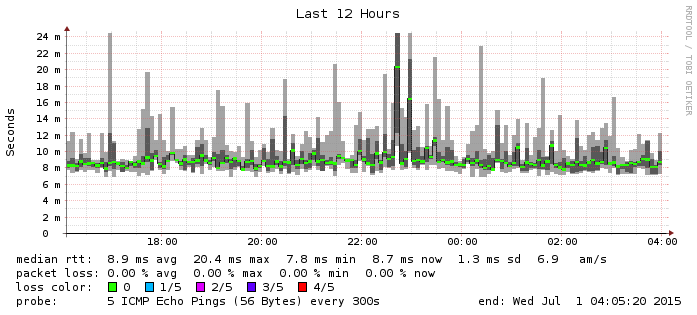 Last 12 Hours
RRDTOOL / TOBI OETIKER
Seconds
24 m
22 m
20 m
18 m
16 m
14 m
12 m
10 m
8 m
6 m
4 m
2 m
0
18:00 20:00 22:00 00:00 02:00 04:00
median rtt: 8.9 ms avg 20.4 ms max 7.8 ms min 8.7 ms now 1.3 ms sd 6.9 am/s
packet loss: 0.00 % avg 0.00 % max 0.00 % min 0.00 % now
loss color: 0 1/5 2/5 3/5 4/5
probe: 5 ICMP Echo Pings (56 Bytes) every 300s end: Wed Jul 1 04:05:20 2015